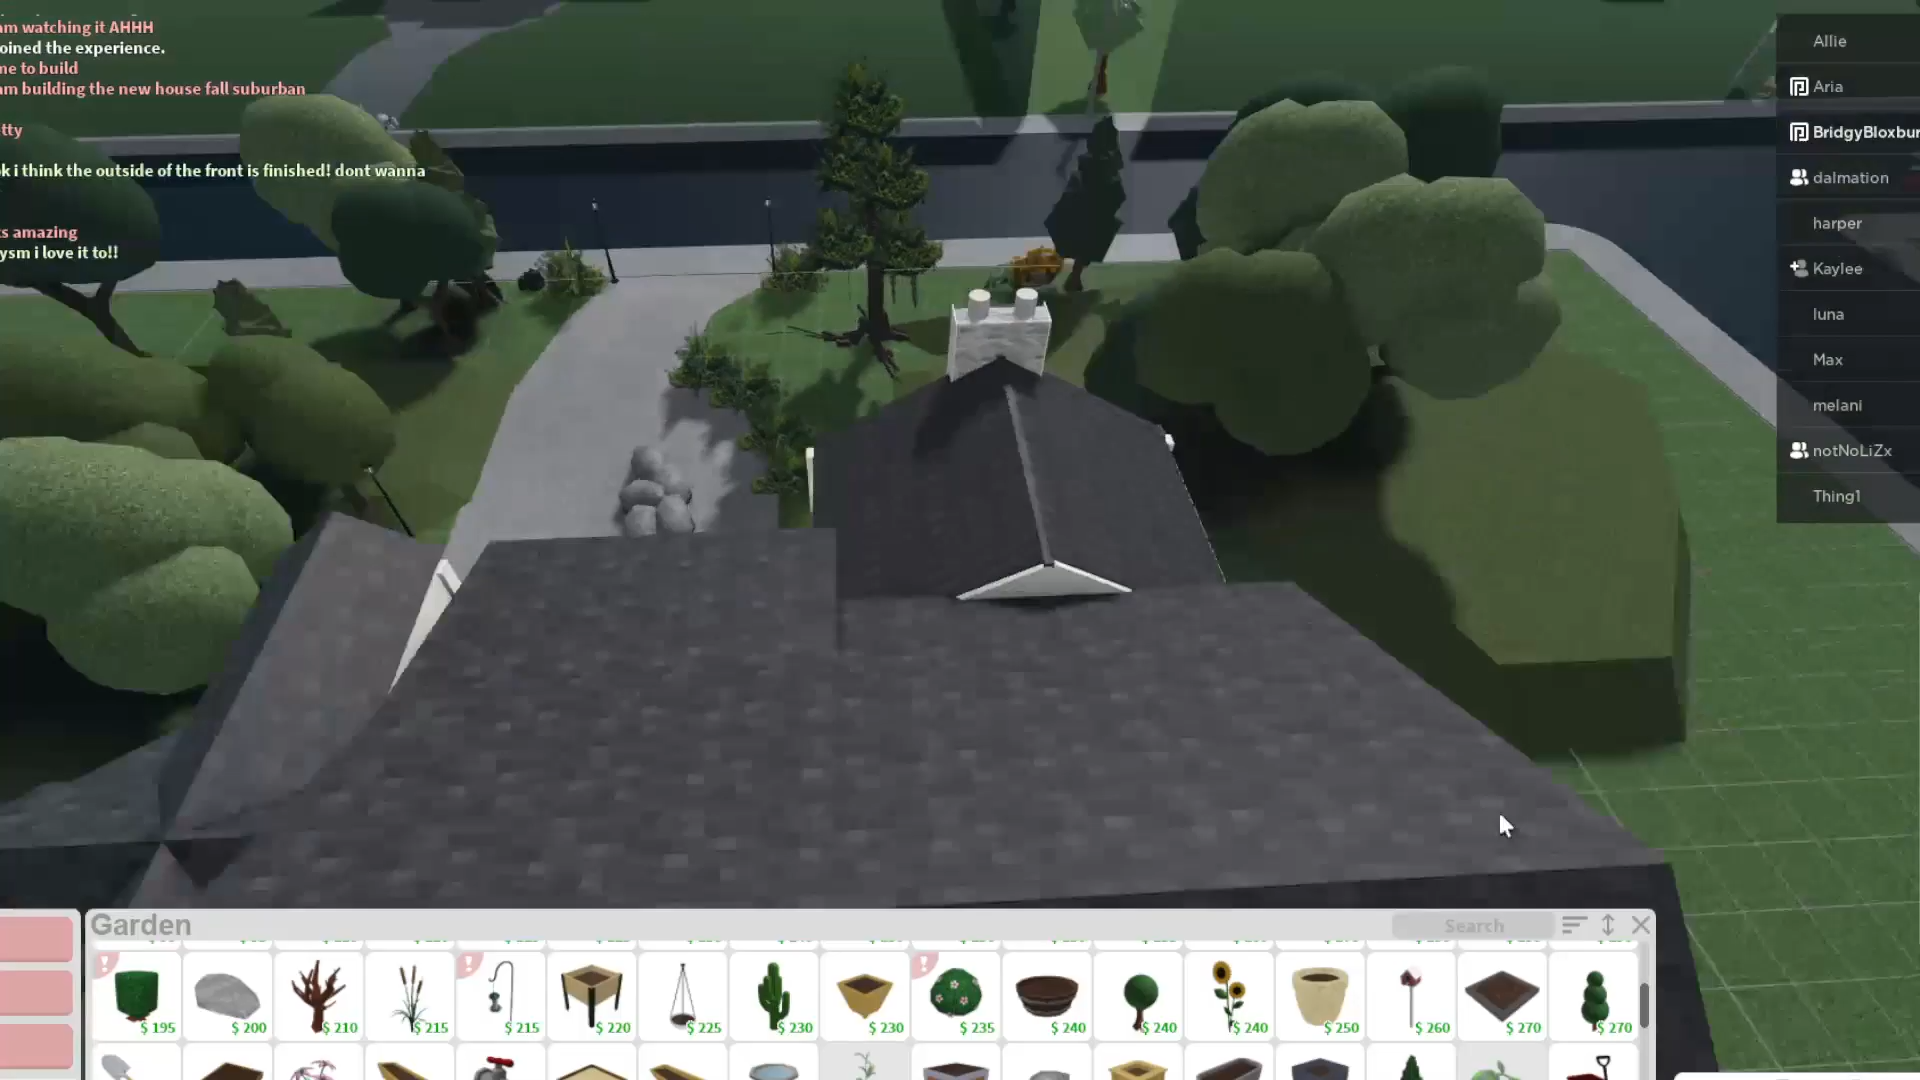 am watching it AHHH
oined the experience.
me to build
am building the new house fall suburban
tty
ok i think the outside of the front is finished! dont wanna
ts amazing
ysm i love it to!!
Allie
Aria
BridgyBloxbur
dalmation
harper
Kaylee
luna
Max
melani
notNoLiZx
Thing1
Garden
Search
$ 195
$ 200
$ 210
$ 215
$ 215
$ 220
$ 225
$ 230
$ 230
$ 235
$ 240
$ 240
$ 240
$ 250
$ 260
$ 270
$ 270